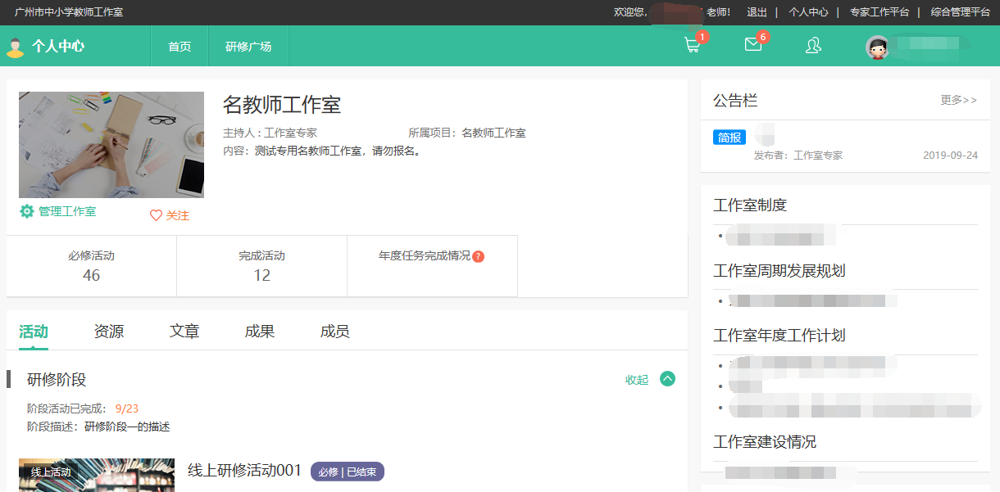 广州市中小学教师工作室
欢迎您, 老师! 退出 | 个人中心 | 专家工作平台 | 综合管理平台
个人中心 首页 研修广场 1 6
名教师工作室
主持人 : 工作室专家 所属项目：名教师工作室
内容：测试专用名教师工作室，请勿报名。
管理工作室 关注
必修活动 完成活动 年度任务完成情况 ?
46 12
活动 资源 文章 成果 成员
研修阶段 收起
阶段活动已完成： 9/23
阶段描述：研修阶段一的描述
线上活动 线上研修活动001 必修 | 已结束
公告栏 更多>>
简报
发布者：工作室专家 2019-09-24
工作室制度
工作室周期发展规划
工作室年度工作计划
工作室建设情况